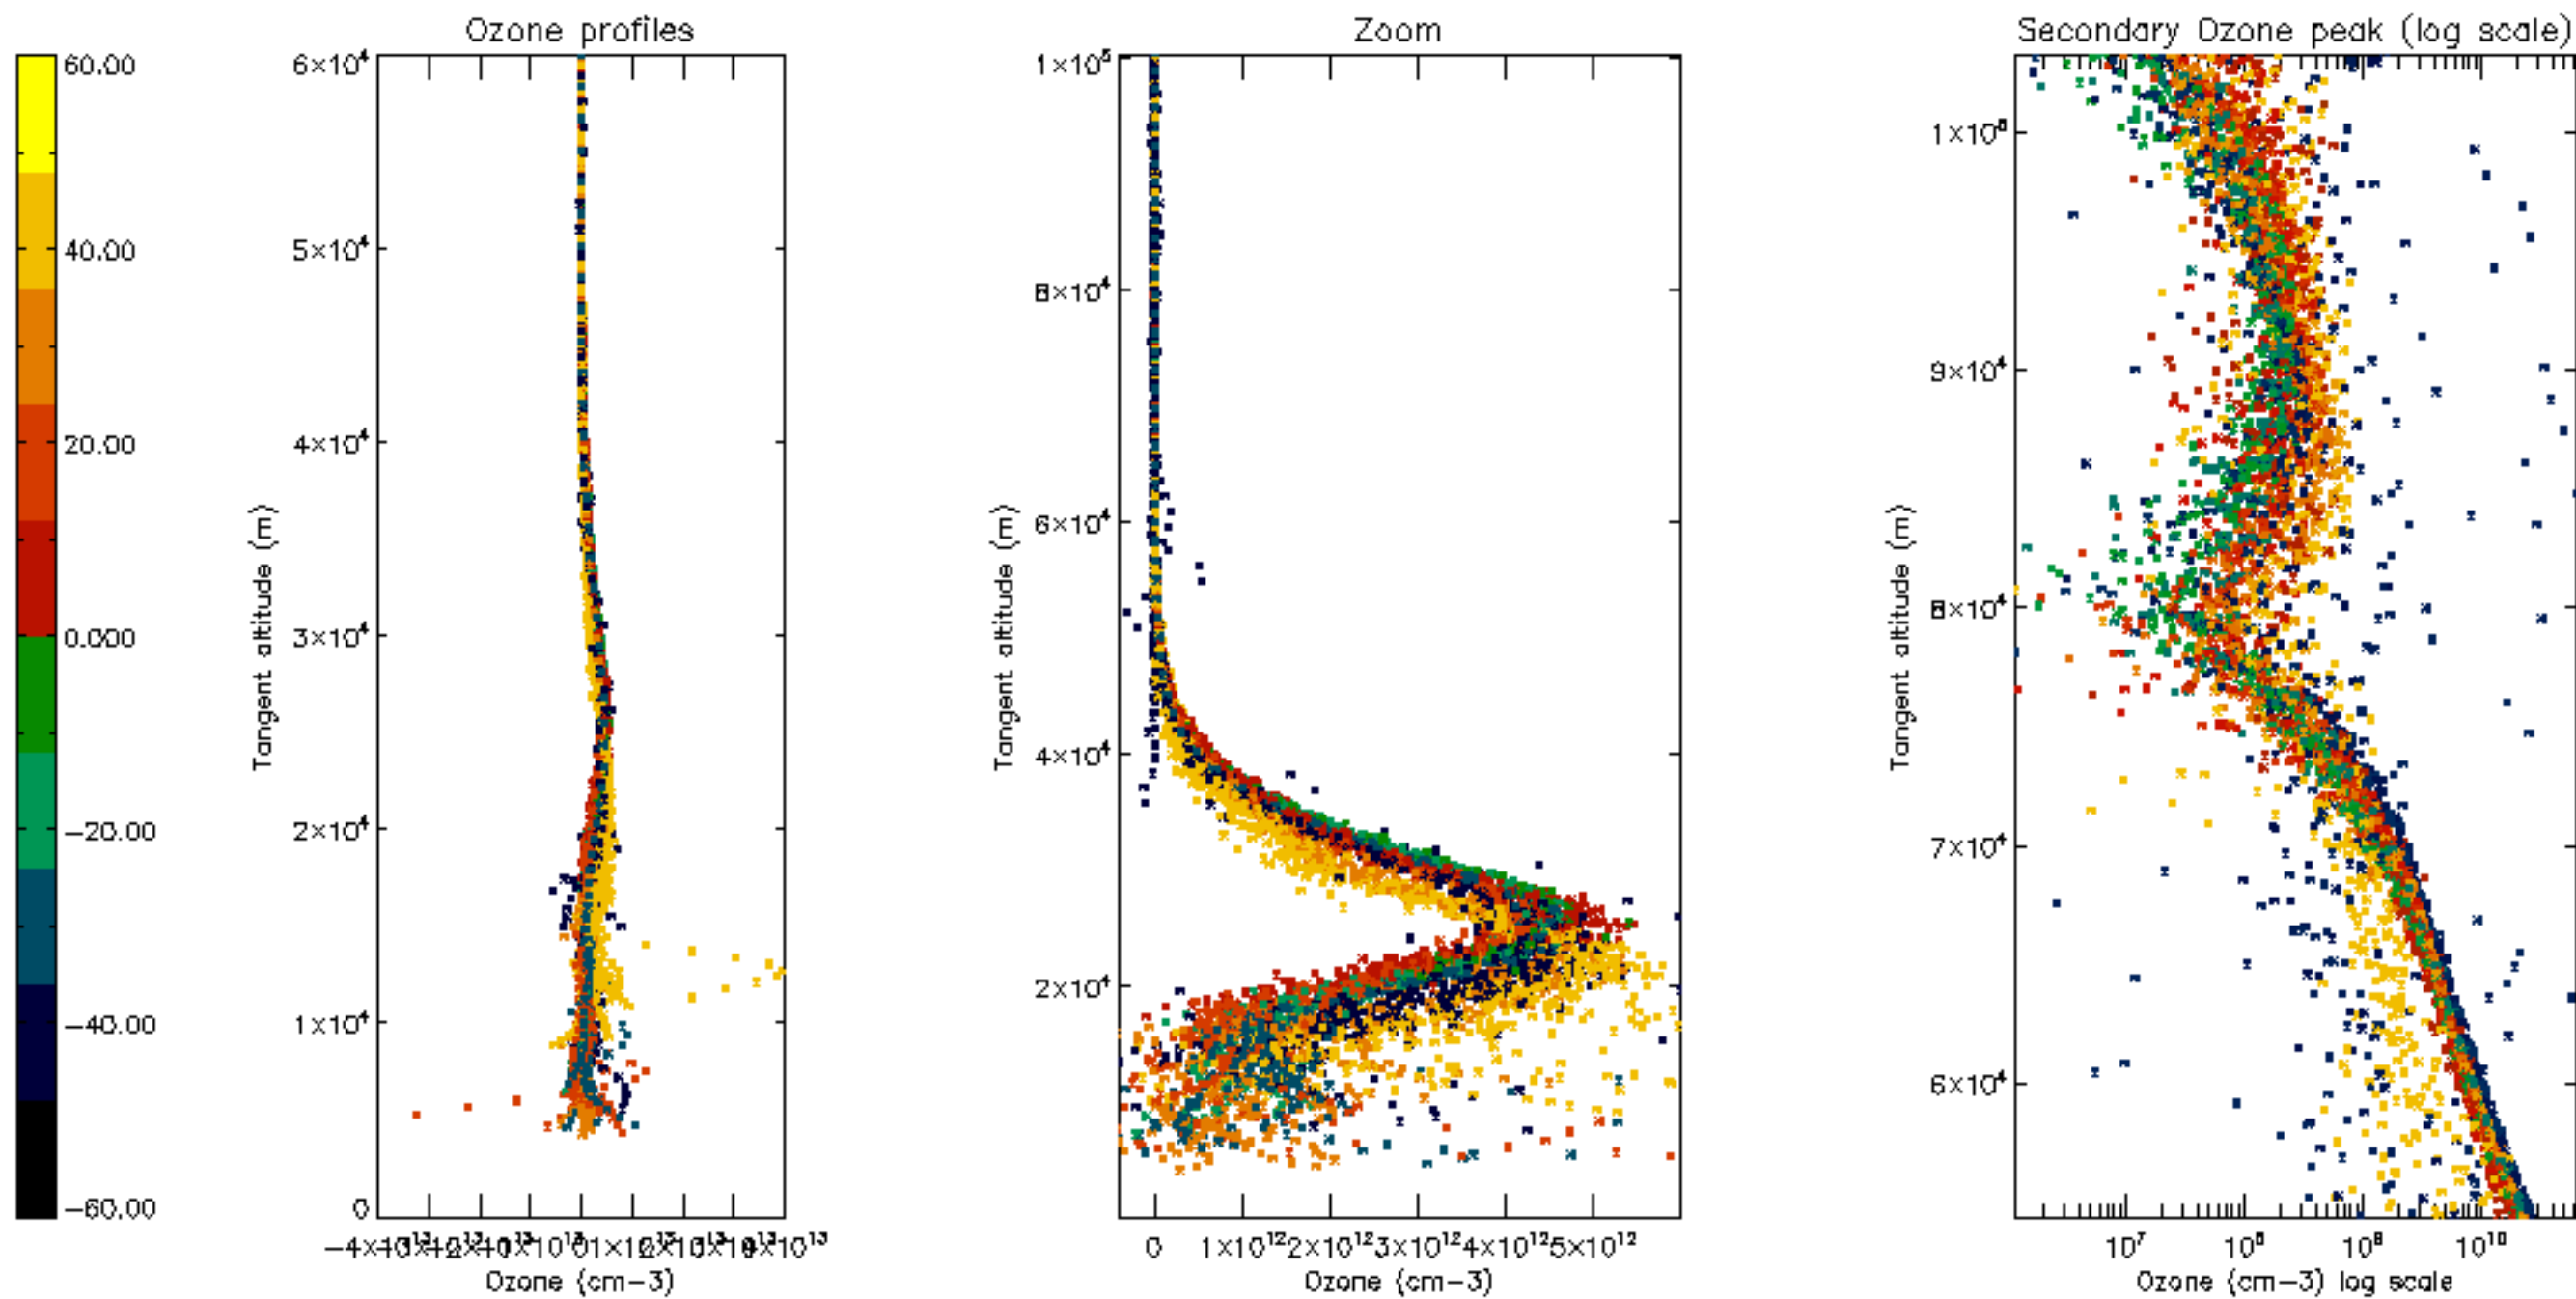 Ozone profiles
Zoom
Secondary Ozone peak (log scale)
60.00
40.00
20.00
0.000
-20.00
-40.00
-60.00
6×10⁴
5×10⁴
4×10⁴
3×10⁴
2×10⁴
1×10⁴
0
Tangent altitude (m)
Ozone (cm-3)
1×10⁵
8×10⁴
6×10⁴
4×10⁴
2×10⁴
Tangent altitude (m)
0 1×10¹² 2×10¹² 3×10¹² 4×10¹² 5×10¹²
Ozone (cm-3)
9×10⁴
8×10⁴
7×10⁴
6×10⁴
Tangent altitude (m)
10⁷ 10⁸ 10⁹ 10¹⁰
Ozone (cm-3) log scale